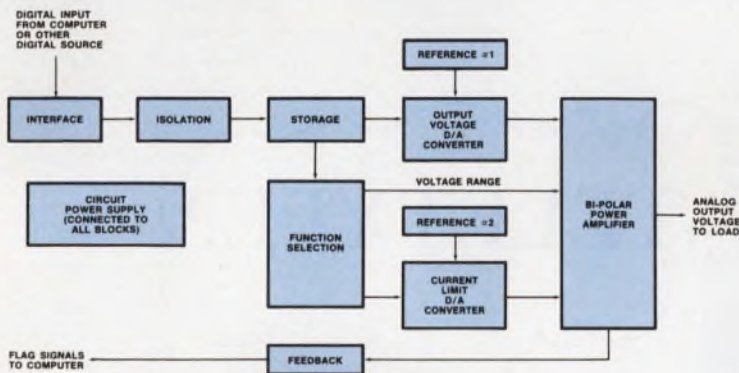 DIGITAL INPUT
FROM COMPUTER
OR OTHER
DIGITAL SOURCE
REFERENCE #1
INTERFACE
ISOLATION
STORAGE
OUTPUT
VOLTAGE
D/A
CONVERTER
CIRCUIT
POWER SUPPLY
(CONNECTED TO
ALL BLOCKS)
FUNCTION
SELECTION
VOLTAGE RANGE
REFERENCE #2
CURRENT
LIMIT
D/A
CONVERTER
BI-POLAR
POWER
AMPLIFIER
ANALOG
OUTPUT
VOLTAGE
TO LOAD
FLAG SIGNALS
TO COMPUTER
FEEDBACK